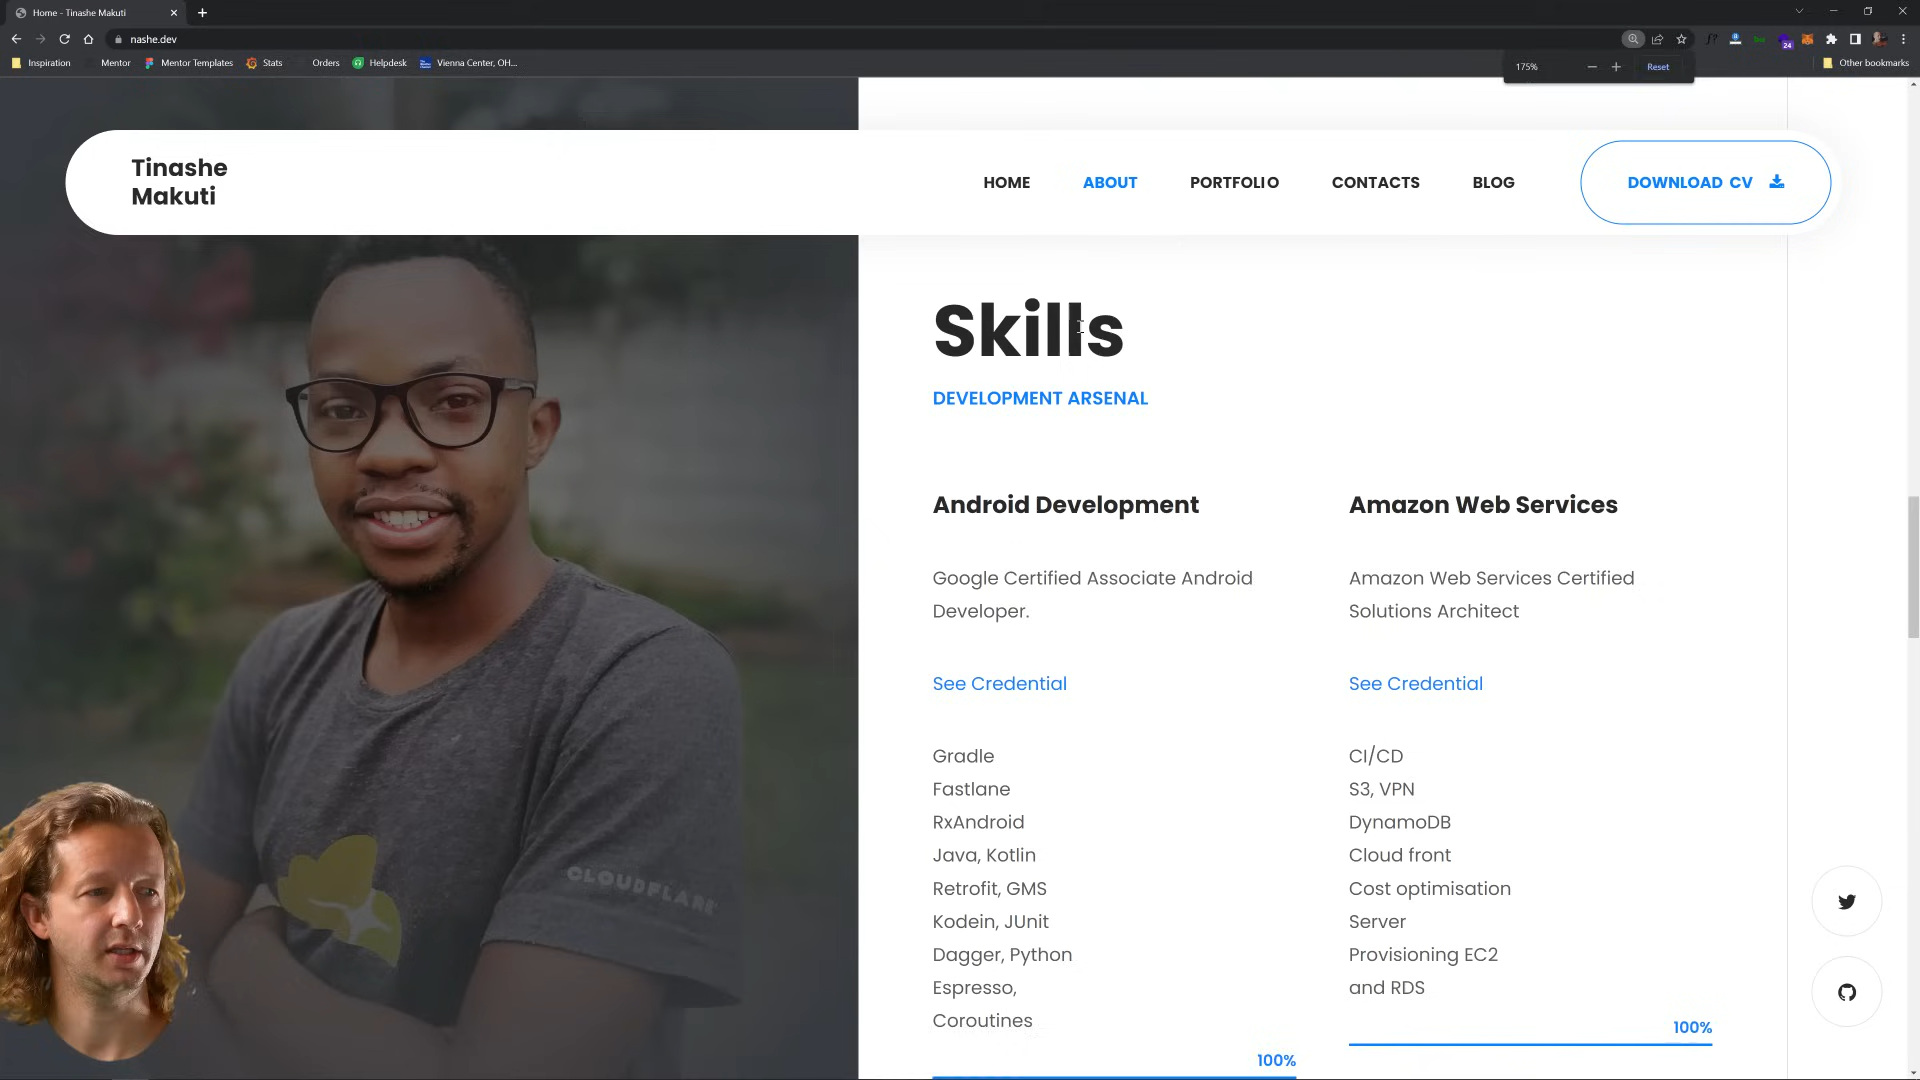 Home - Tinashe Makuti
nashe.dev
24
Inspiration
Mentor
Mentor Templates
Stats
Orders
Helpdesk
Vienna Center, OH...
Other bookmarks
175%
Reset
Tinashe
Makuti
HOME
ABOUT
PORTFOLIO
CONTACTS
BLOG
DOWNLOAD CV
Skills
DEVELOPMENT ARSENAL
Android Development
Google Certified Associate Android
Developer.
See Credential
Gradle
Fastlane
RxAndroid
Java, Kotlin
Retrofit, GMS
Kodein, JUnit
Dagger, Python
Espresso,
Coroutines
100%
Amazon Web Services
Amazon Web Services Certified
Solutions Architect
See Credential
CI/CD
S3, VPN
DynamoDB
Cloud front
Cost optimisation
Server
Provisioning EC2
and RDS
100%
CLOUDFLARE